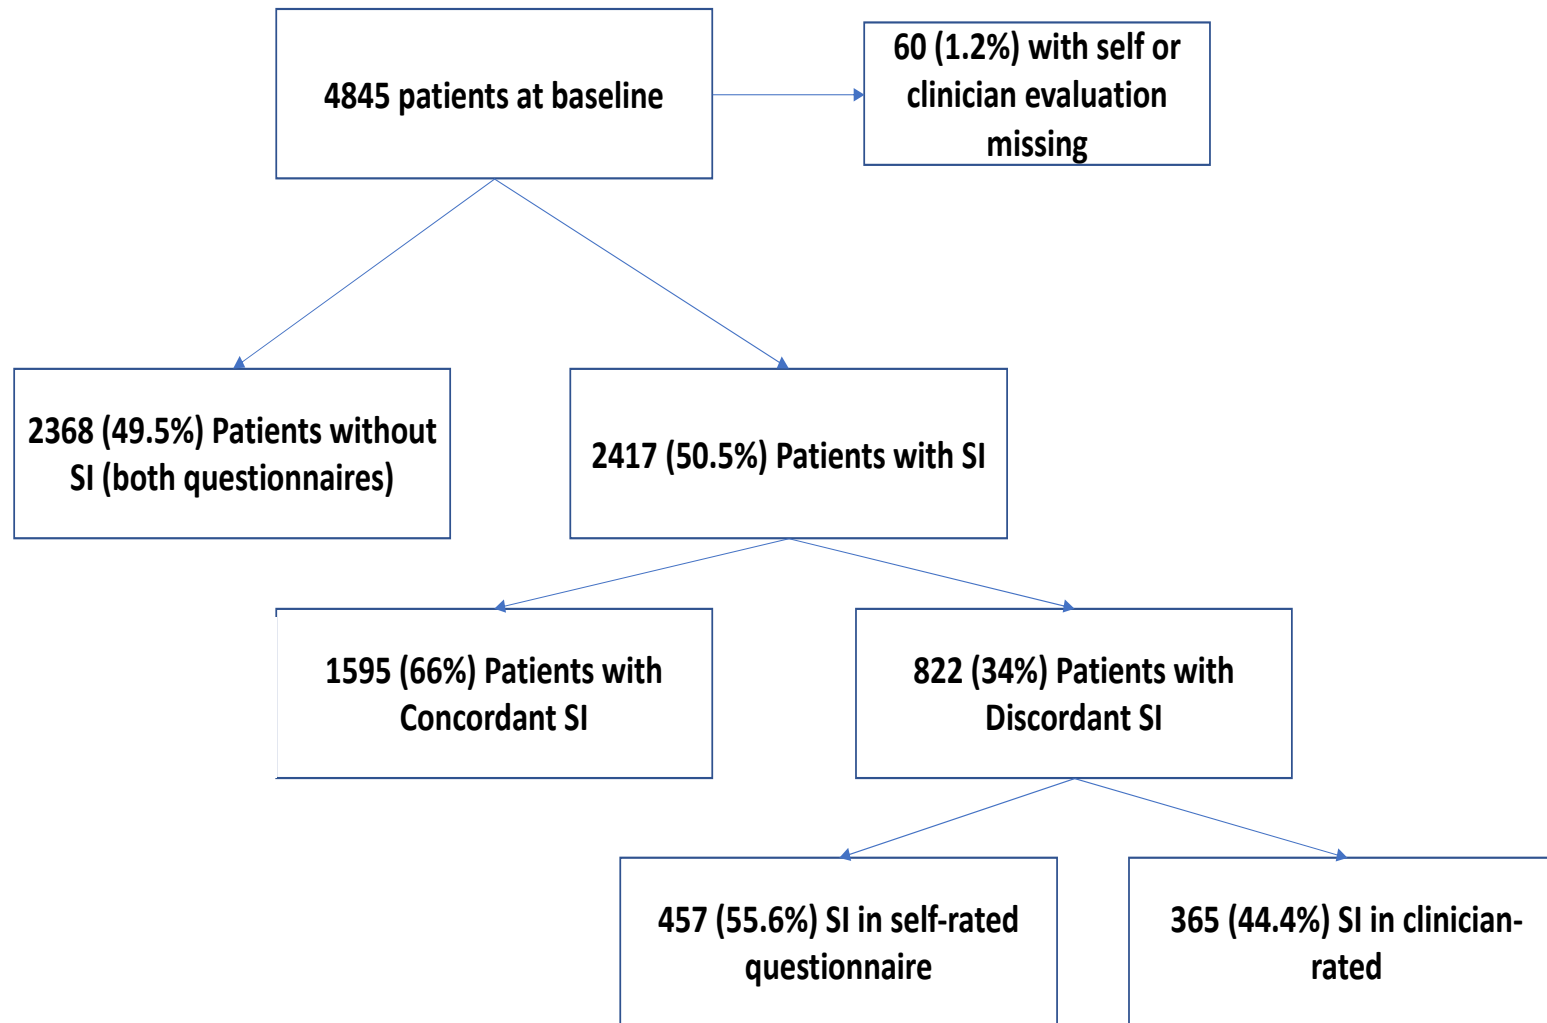 4845 patients at baseline
60 (1.2%) with self or
clinician evaluation
missing
2368 (49.5%) Patients without
SI (both questionnaires)
2417 (50.5%) Patients with SI
1595 (66%) Patients with
Concordant SI
822 (34%) Patients with
Discordant SI
457 (55.6%) SI in self-rated
questionnaire
365 (44.4%) SI in clinician-
rated